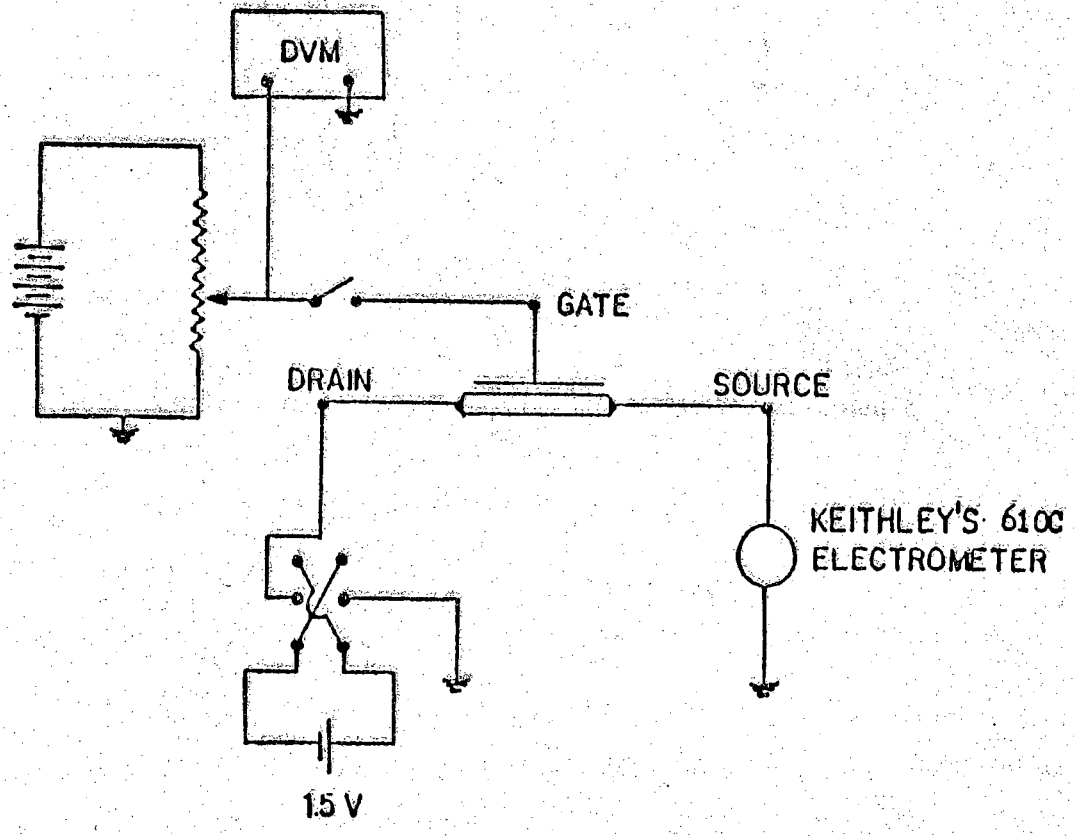 DVM
GATE
DRAIN
SOURCE
KEITHLEY'S 610C
ELECTROMETER
1.5 V